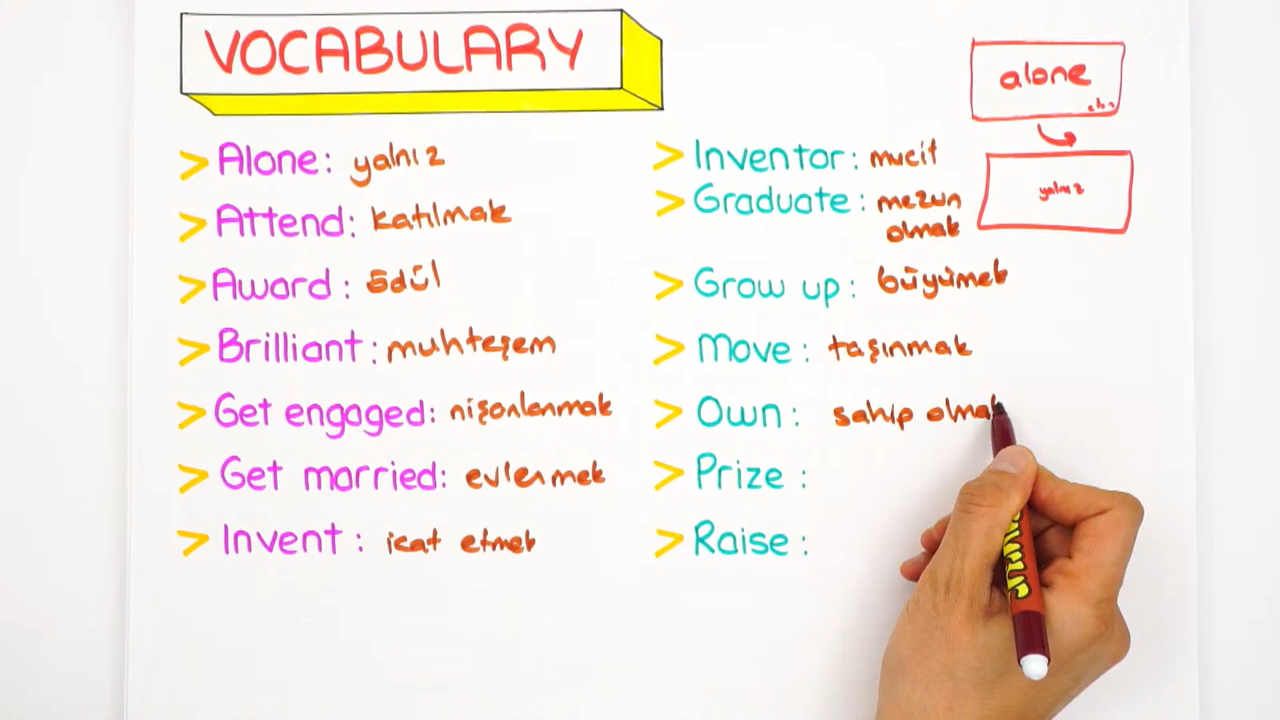 VOCABULARY
> Alone: yalnız
> Attend: katılmak
> Award: ödül
> Brilliant: muhteşem
> Get engaged: nişanlanmak
> Get married: evlenmek
> Invent: icat etmek
> Inventor: mucit
> Graduate: mezun
olmak
> Grow up: büyümek
> Move: taşınmak
> Own: sahip olmak
> Prize:
> Raise:
alone
yalnız